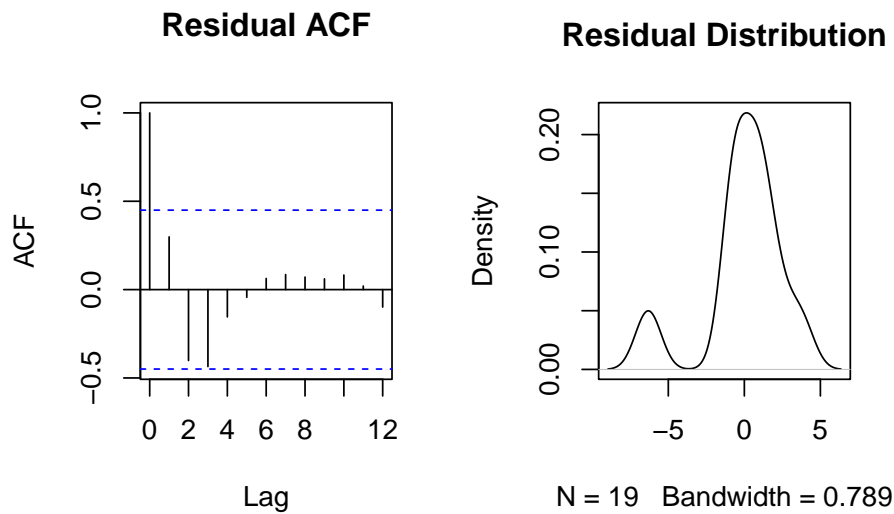 Residual ACF
ACF
1.0
0.5
0.0
−0.5
0 2 4 6 8 12
Lag
Residual Distribution
Density
0.20
0.10
0.00
−5 0 5
N = 19 Bandwidth = 0.789